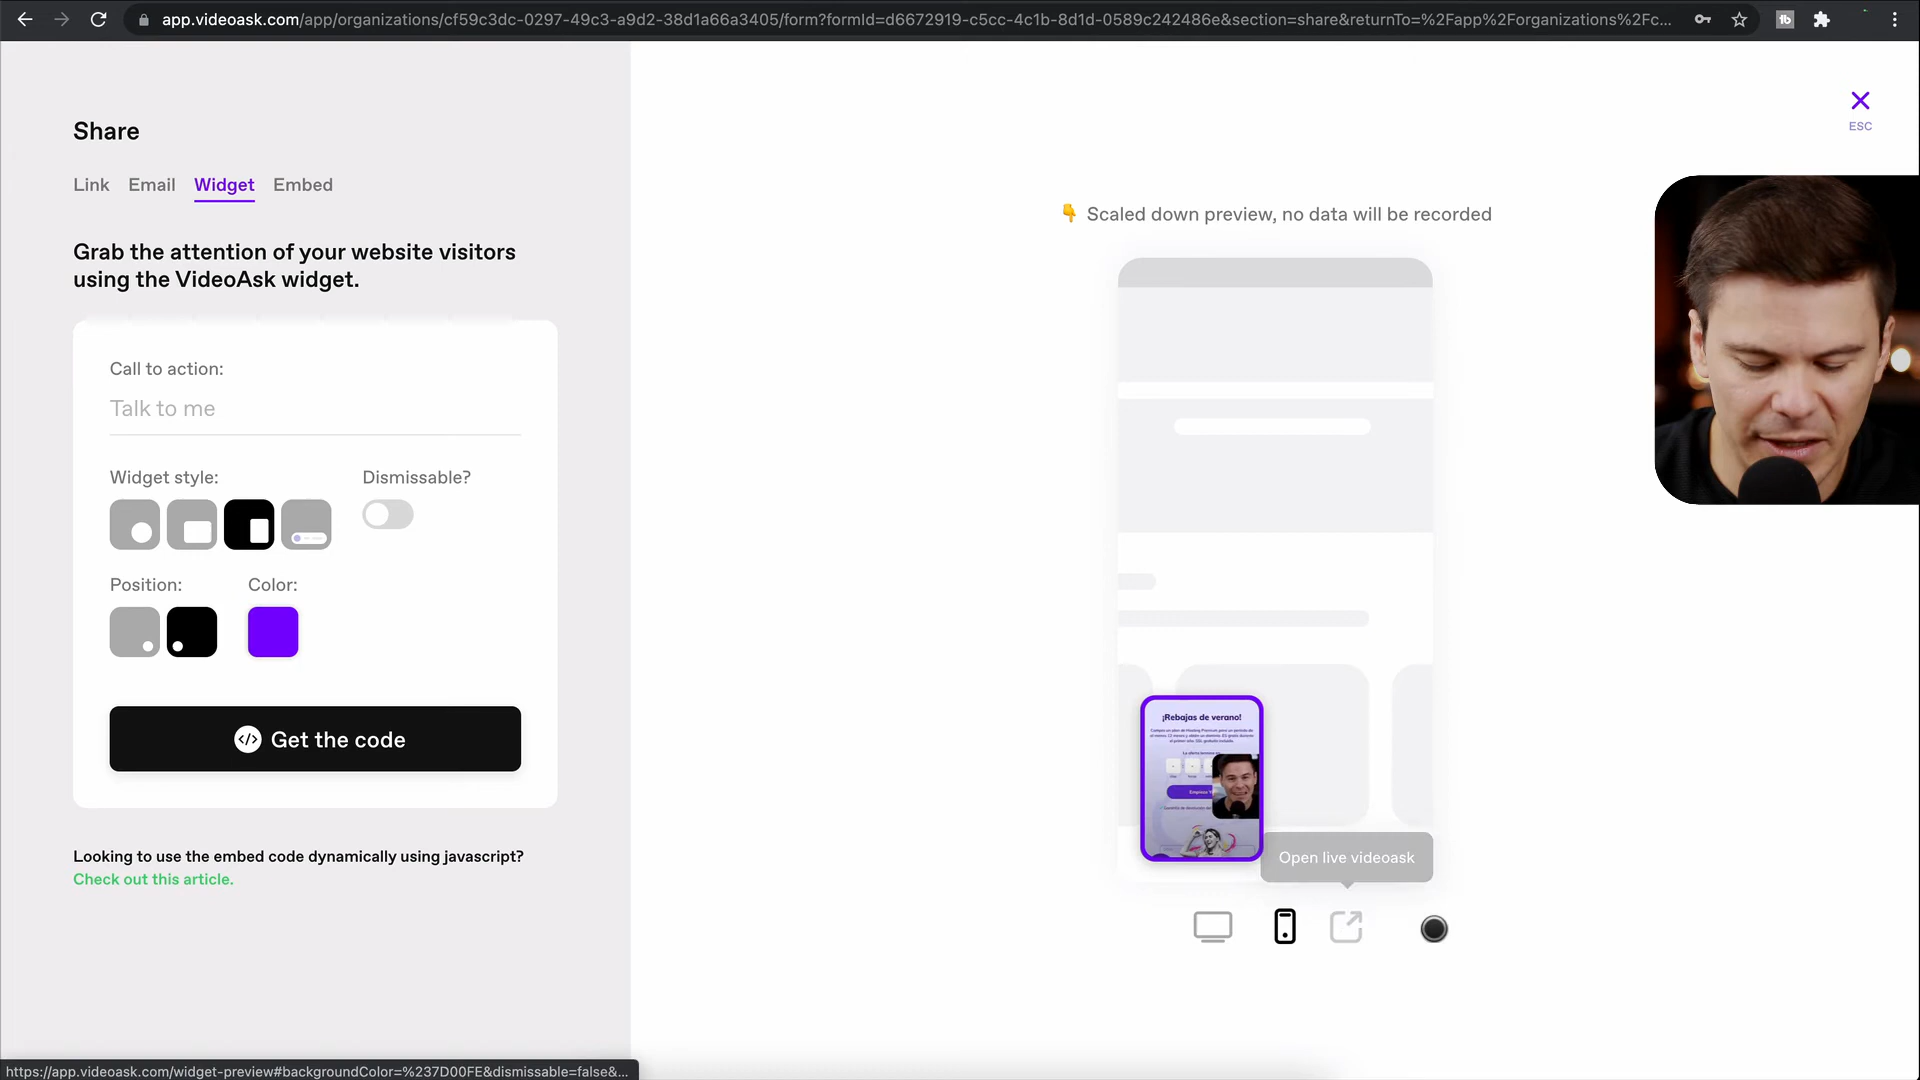 app.videoask.com/app/organizations/cf59c3dc-0297-49c3-a9d2-38d1a66a3405/form?formId=d6672919-c5cc-4c1b-8d1d-0589c242486e&section=share&returnTo=%2Fapp%2Forganizations%2Fc...
tb
Share
ESC
Link Email Widget Embed
👇 Scaled down preview, no data will be recorded
Grab the attention of your website visitors
using the VideoAsk widget.
Call to action:
Talk to me
Widget style:
Dismissable?
Position:
Color:
</> Get the code
¡Rebajas de verano!
Open live videoask
Looking to use the embed code dynamically using javascript?
Check out this article.
https://app.videoask.com/widget-preview#backgroundColor=%237D00FE&dismissable=false&...